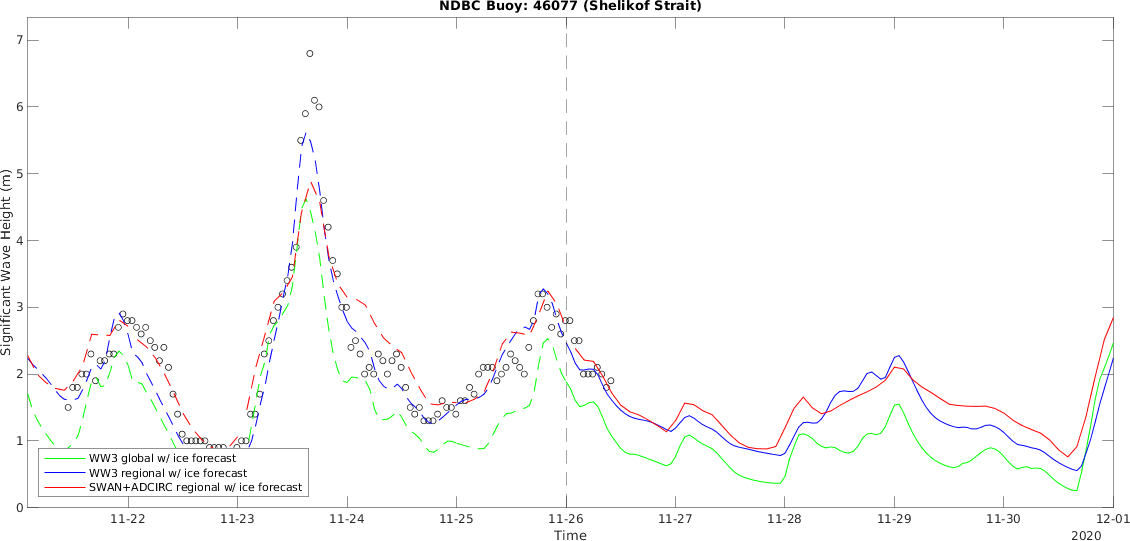 NDBC Buoy: 46077 (Shelikof Strait)
Significant Wave Height (m)
7
6
5
4
3
2
1
0
WW3 global w/ ice forecast
WW3 regional w/ ice forecast
SWAN+ADCIRC regional w/ ice forecast
11-22 11-23 11-24 11-25 11-26 11-27 11-28 11-29 11-30 12-01
Time
2020